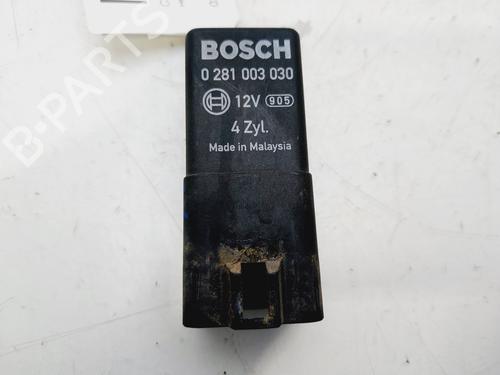 BOSCH
0 281 003 030
12V 905
4 Zyl.
Made in Malaysia
B-PARTS